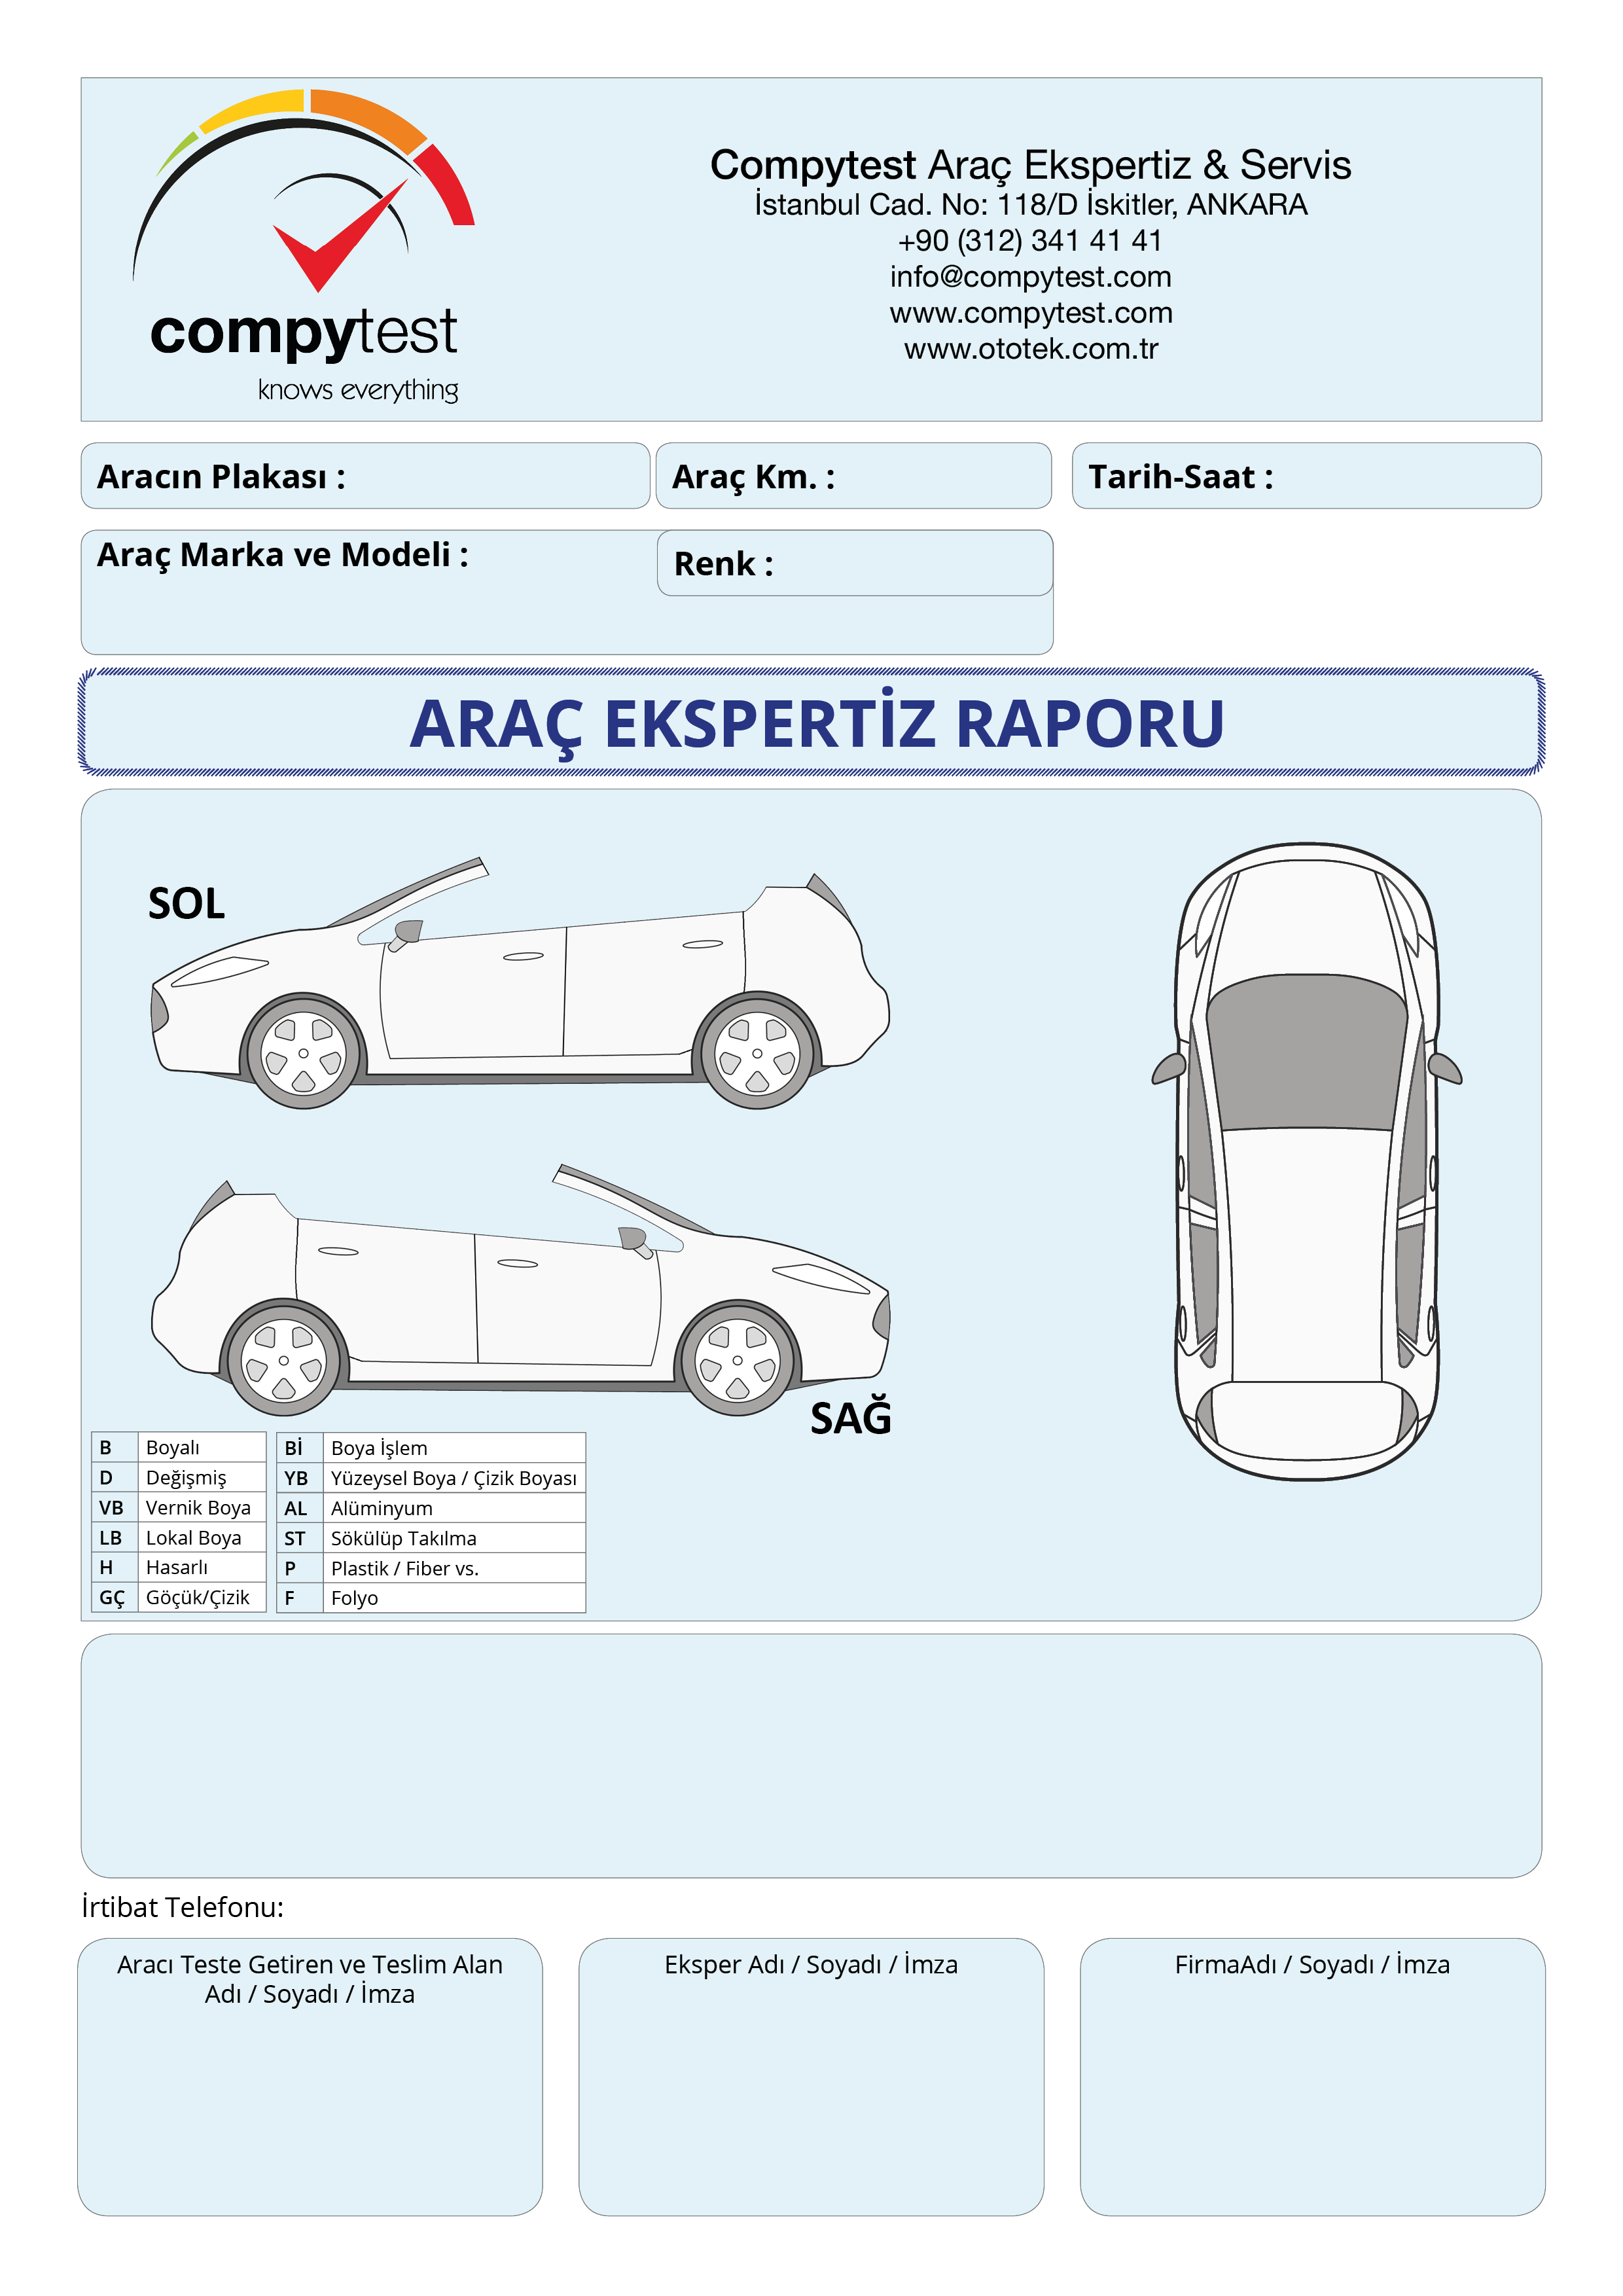 compytest
knows everything
Compytest Araç Ekspertiz & Servis
İstanbul Cad. No: 118/D İskitler, ANKARA
+90 (312) 341 41 41
info@compytest.com
www.compytest.com
www.ototek.com.tr
Aracın Plakası :
Araç Km. :
Tarih-Saat :
Araç Marka ve Modeli :
Renk :
ARAÇ EKSPERTİZ RAPORU
SOL
SAĞ
B Boyalı
D Değişmiş
VB Vernik Boya
LB Lokal Boya
H Hasarlı
GÇ Göçük/Çizik
Bİ Boya İşlem
YB Yüzeysel Boya / Çizik Boyası
AL Alüminyum
ST Sökülüp Takılma
P Plastik / Fiber vs.
F Folyo
İrtibat Telefonu:
Aracı Teste Getiren ve Teslim Alan
Adı / Soyadı / İmza
Eksper Adı / Soyadı / İmza
FirmaAdı / Soyadı / İmza